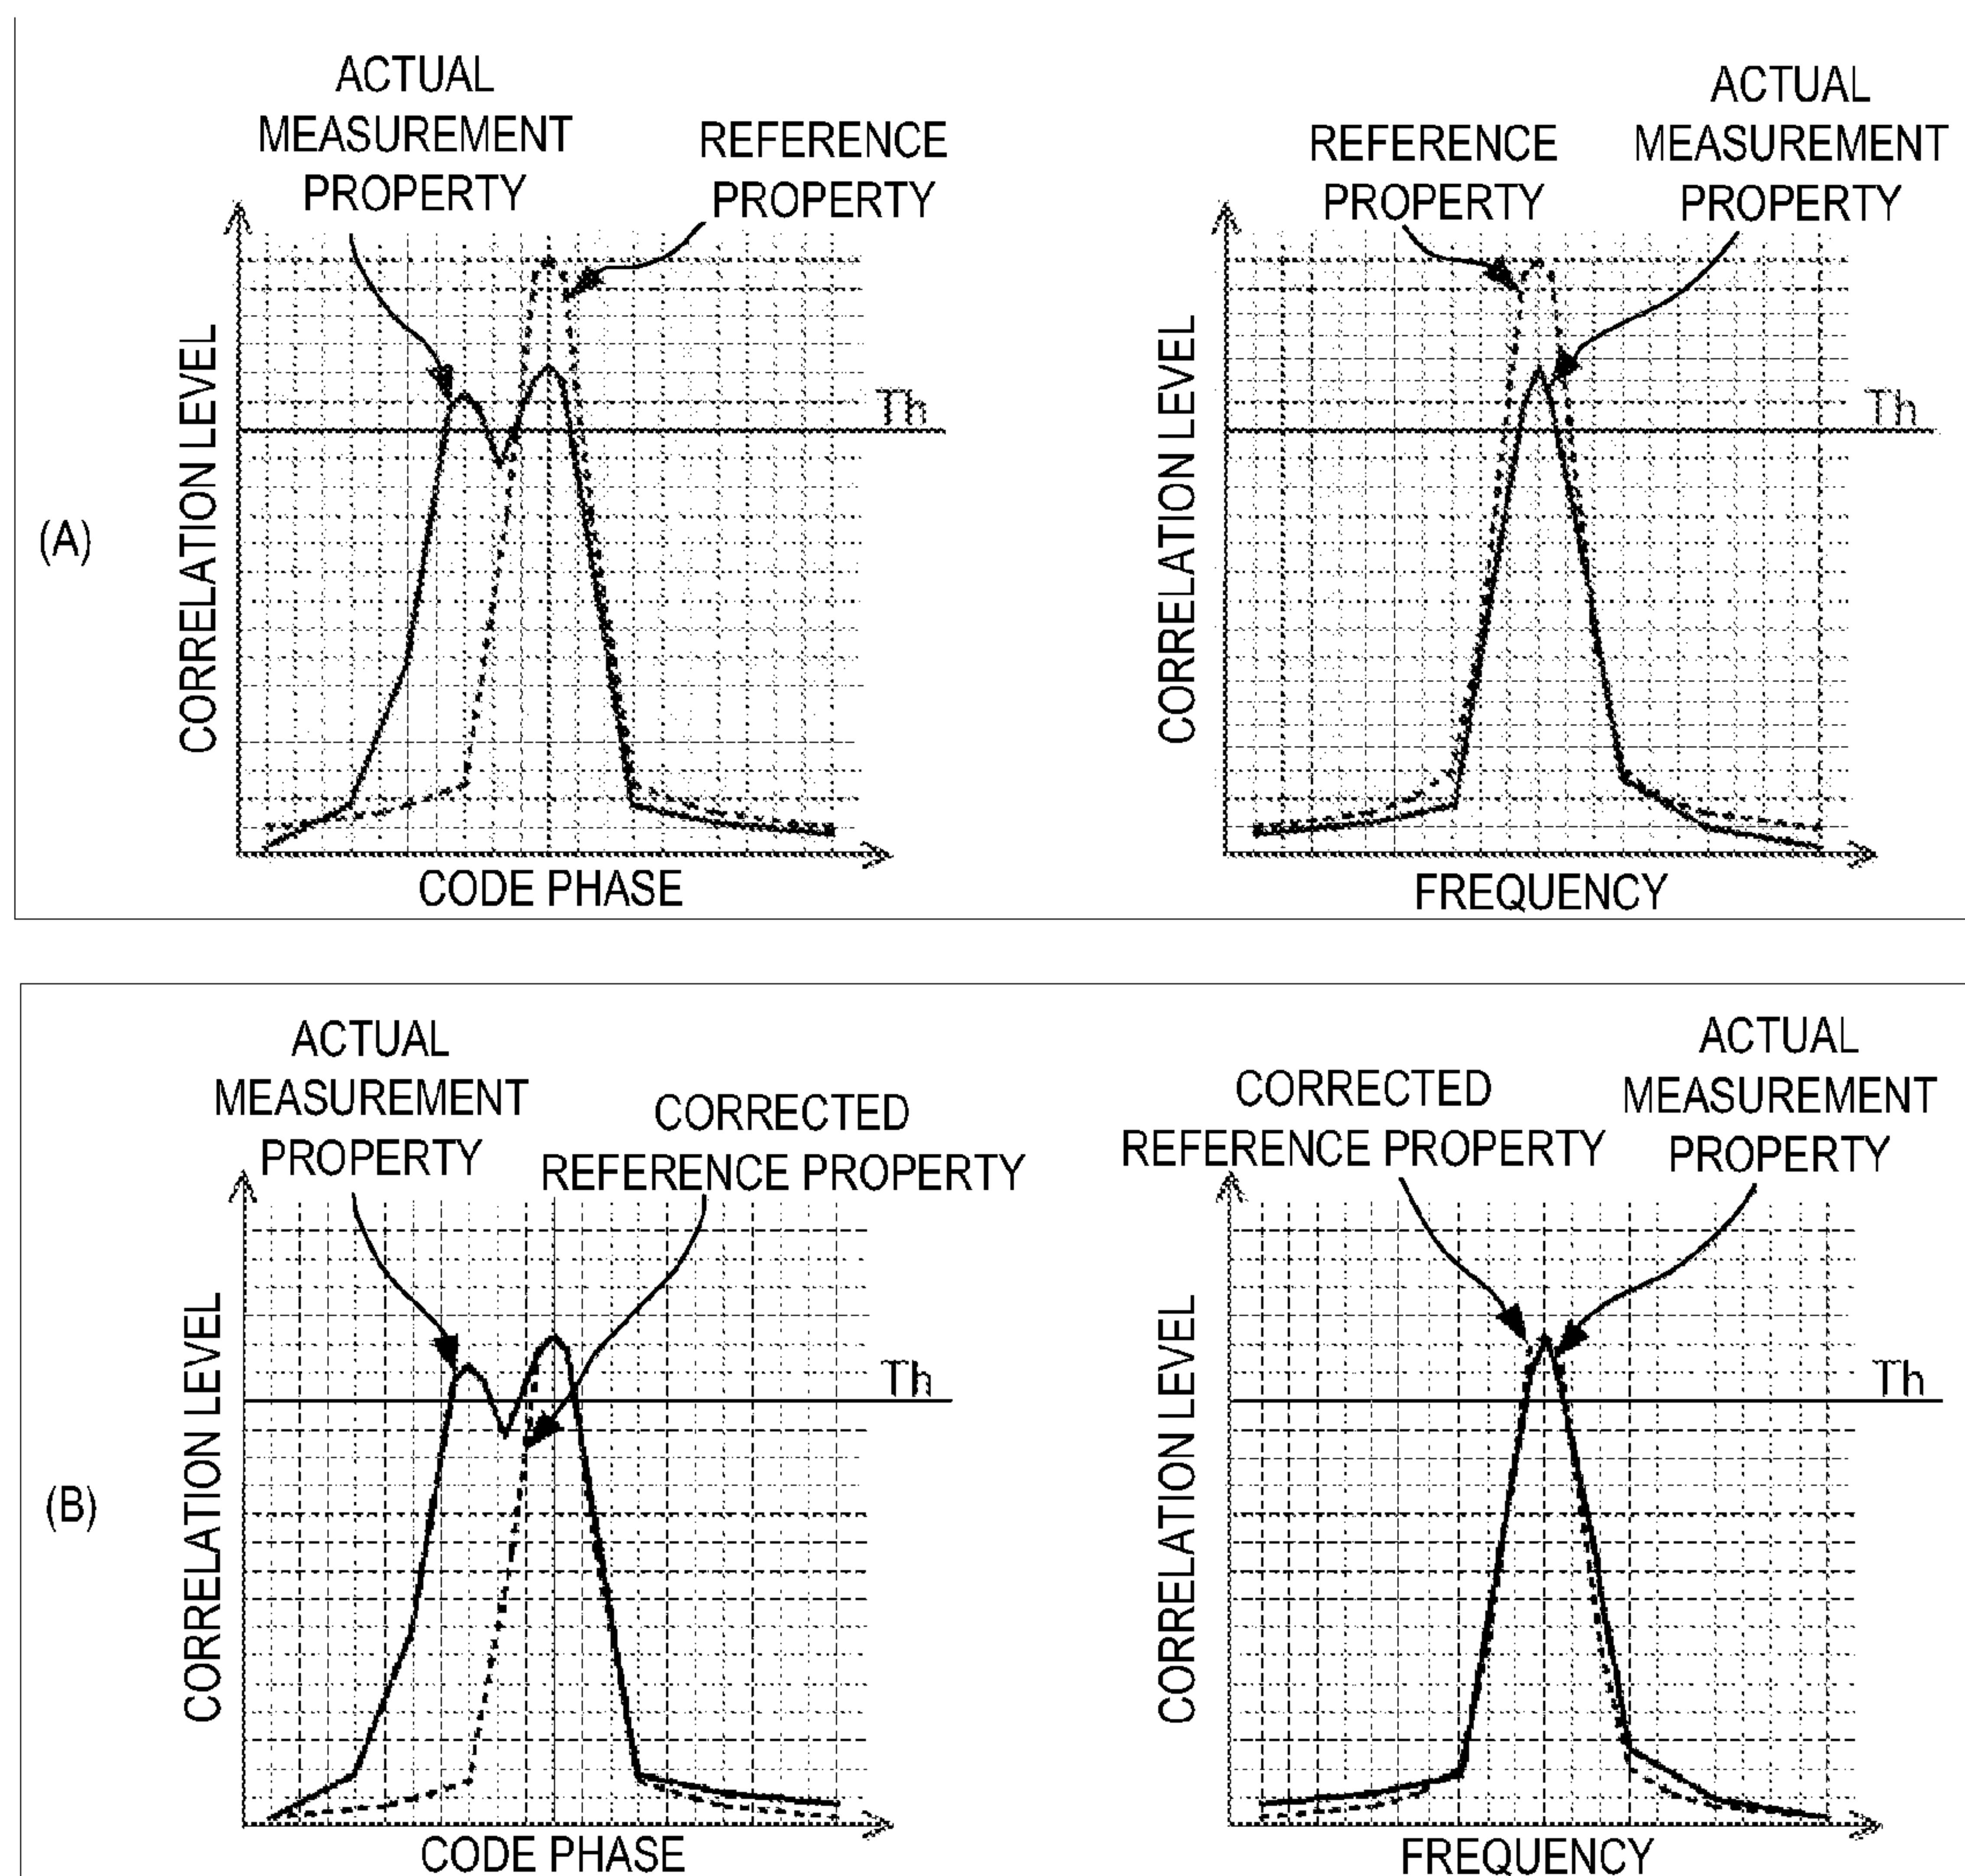 (A)
ACTUAL
MEASUREMENT
PROPERTY
REFERENCE
PROPERTY
Th
CORRELATION LEVEL
CODE PHASE
REFERENCE
PROPERTY
ACTUAL
MEASUREMENT
PROPERTY
Th
CORRELATION LEVEL
FREQUENCY
(B)
ACTUAL
MEASUREMENT
PROPERTY
CORRECTED
REFERENCE PROPERTY
Th
CORRELATION LEVEL
CODE PHASE
CORRECTED
REFERENCE PROPERTY
ACTUAL
MEASUREMENT
PROPERTY
Th
CORRELATION LEVEL
FREQUENCY